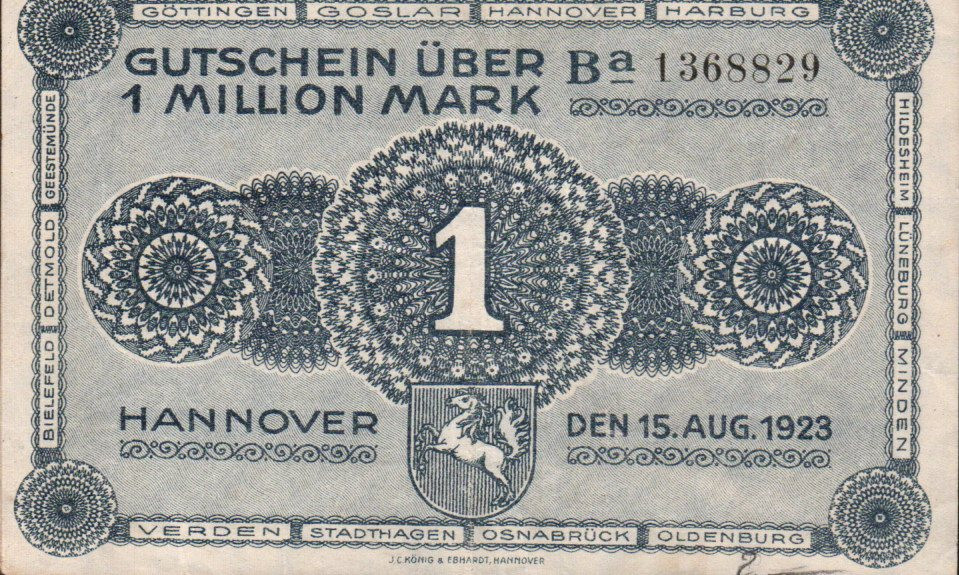 GÖTTINGEN GOSLAR HANNOVER HARBURG
GUTSCHEIN ÜBER
1 MILLION MARK
Ba 1368829
BIELEFELD DETMOLD GEESTEMÜNDE
HILDESHEIM LÜNEBURG MINDEN
1
HANNOVER
DEN 15. AUG. 1923
VERDEN STADTHAGEN OSNABRÜCK OLDENBURG
J.C. KÖNIG & EBHARDT, HANNOVER